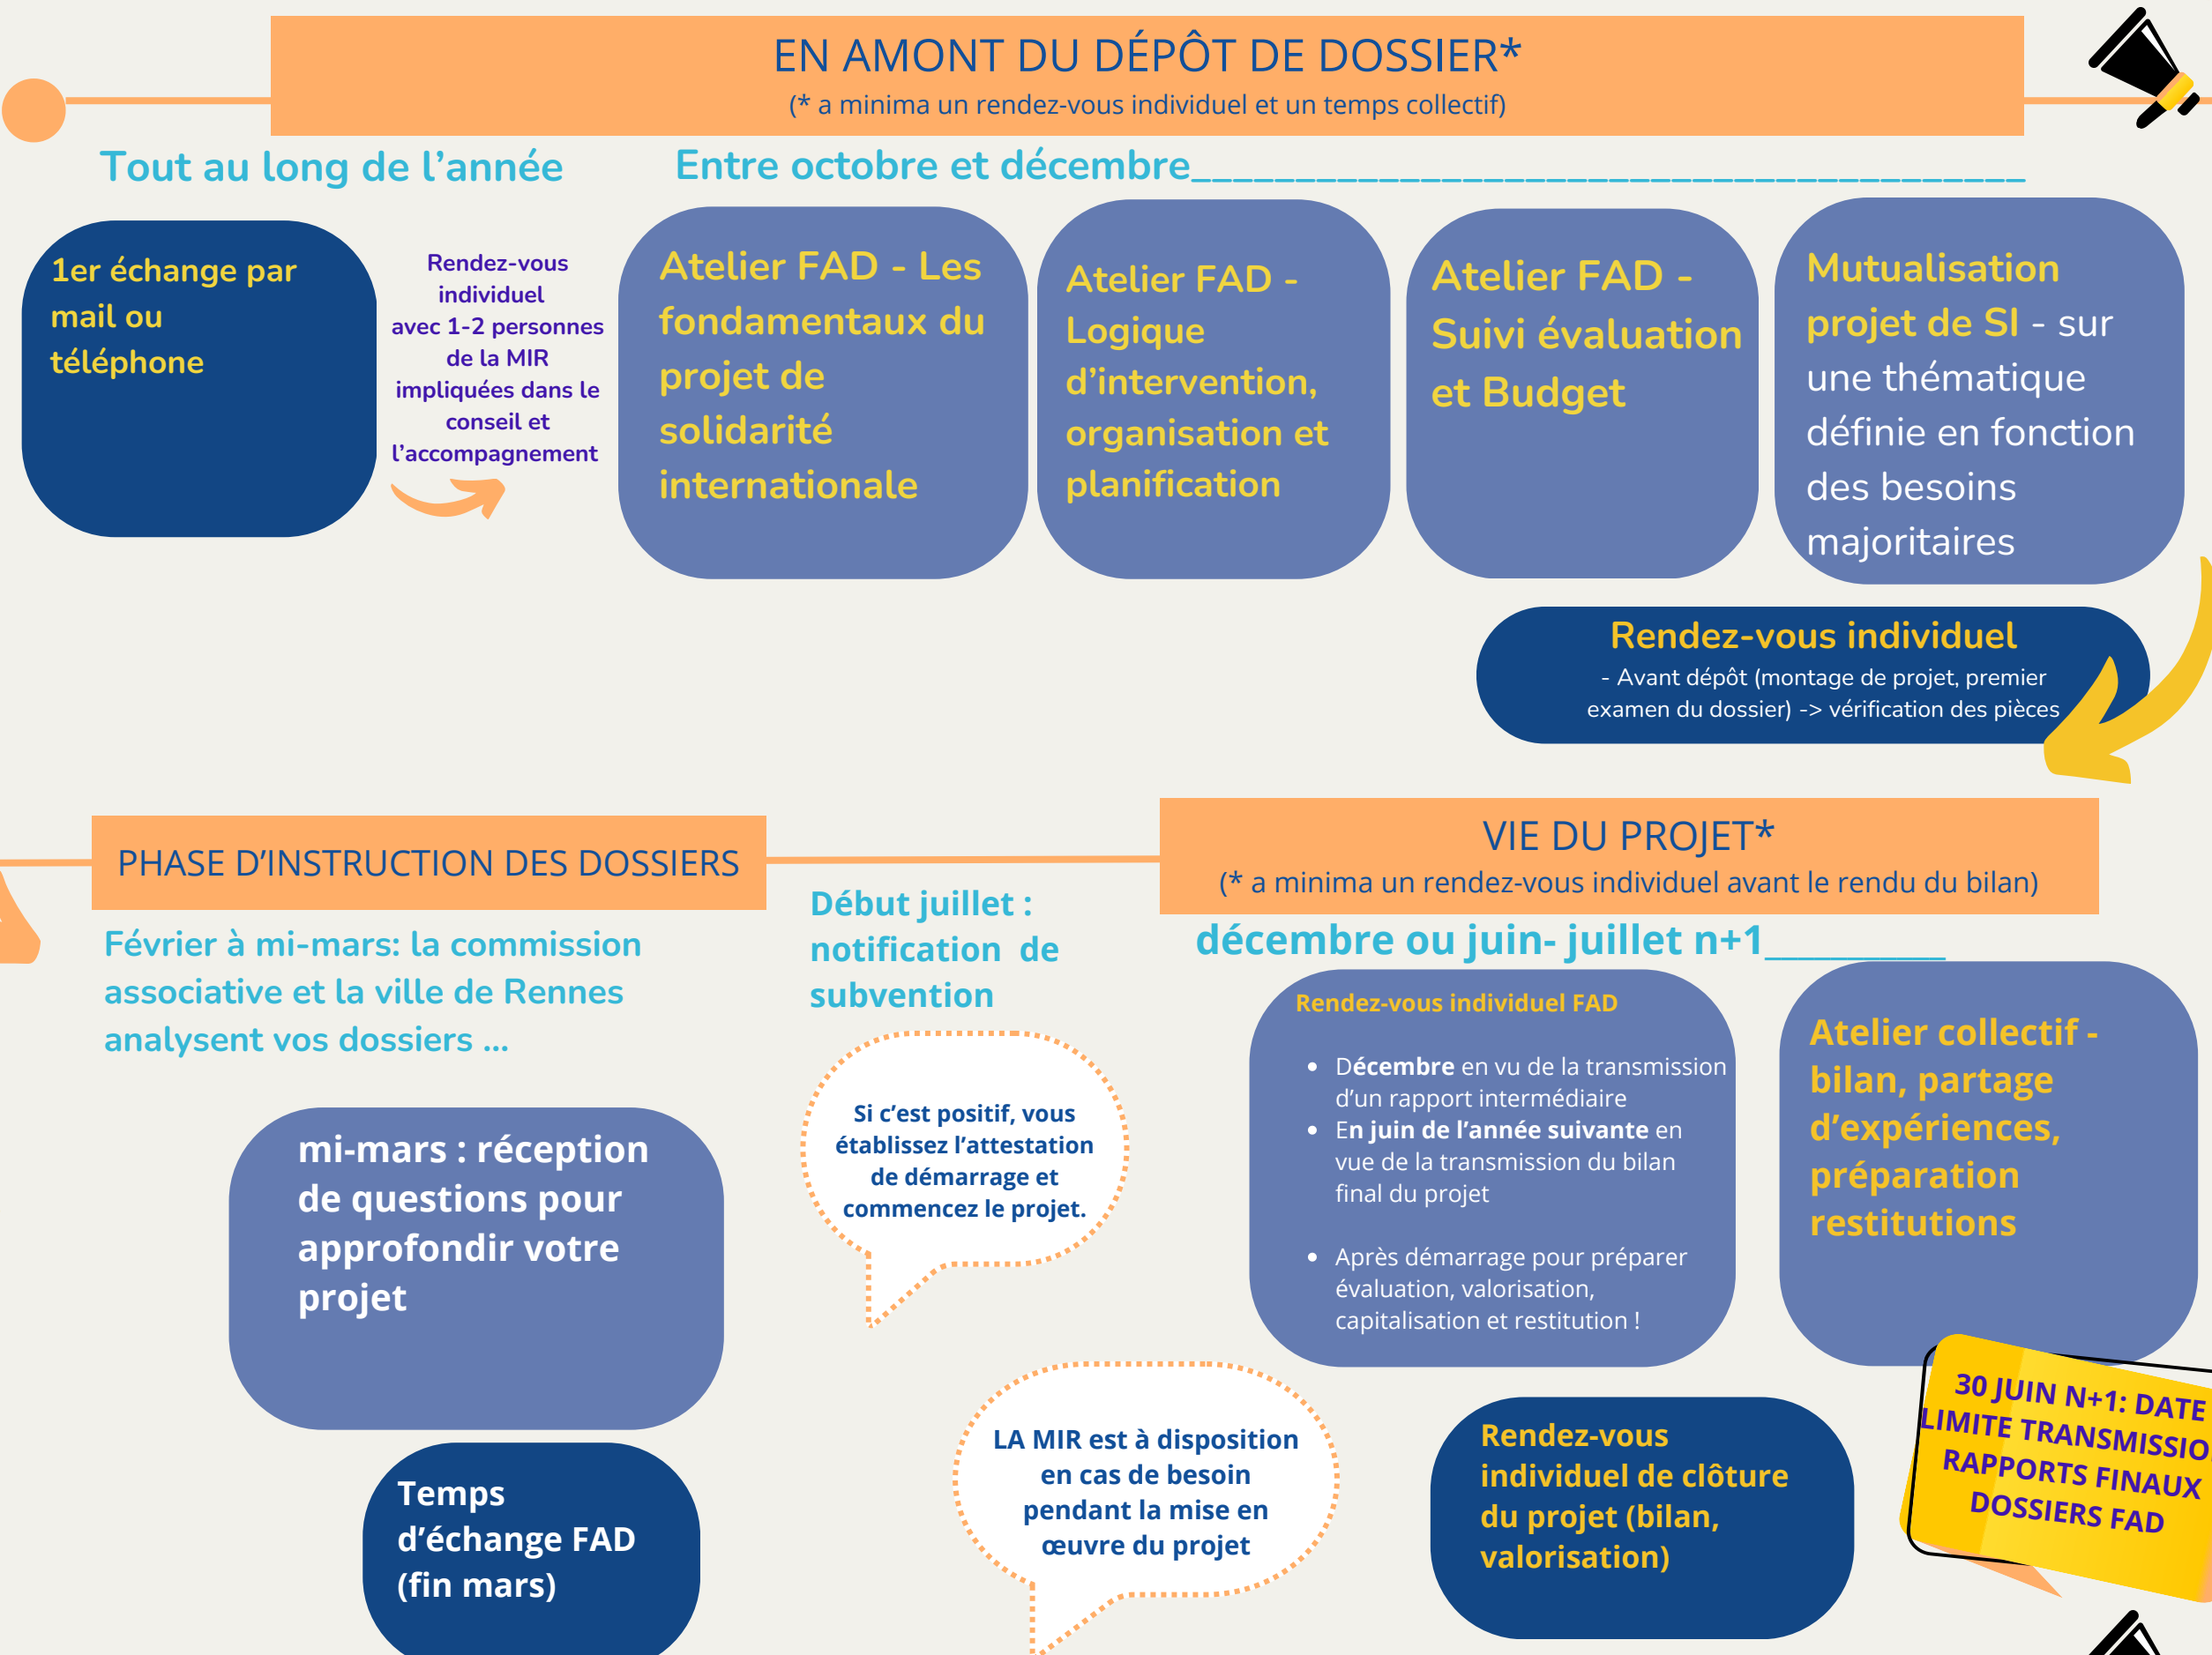 EN AMONT DU DÉPÔT DE DOSSIER*
(* a minima un rendez-vous individuel et un temps collectif)
Tout au long de l’année
Entre octobre et décembre________________________________________
1er échange par
mail ou
téléphone
Rendez-vous
individuel
avec 1-2 personnes
de la MIR
impliquées dans le
conseil et
l’accompagnement
Atelier FAD - Les
fondamentaux du
projet de
solidarité
internationale
Atelier FAD -
Logique
d’intervention,
organisation et
planification
Atelier FAD -
Suivi évaluation
et Budget
Mutualisation
projet de SI - sur
une thématique
définie en fonction
des besoins
majoritaires
Rendez-vous individuel
- Avant dépôt (montage de projet, premier
examen du dossier) -> vérification des pièces
PHASE D’INSTRUCTION DES DOSSIERS
Février à mi-mars: la commission
associative et la ville de Rennes
analysent vos dossiers ...
mi-mars : réception
de questions pour
approfondir votre
projet
Temps
d’échange FAD
(fin mars)
Début juillet :
notification de
subvention
Si c’est positif, vous
établissez l’attestation
de démarrage et
commencez le projet.
LA MIR est à disposition
en cas de besoin
pendant la mise en
œuvre du projet
VIE DU PROJET*
(* a minima un rendez-vous individuel avant le rendu du bilan)
décembre ou juin- juillet n+1_________
Rendez-vous individuel FAD
• Décembre en vu de la transmission
d’un rapport intermédiaire
• En juin de l’année suivante en
vue de la transmission du bilan
final du projet
• Après démarrage pour préparer
évaluation, valorisation,
capitalisation et restitution !
Atelier collectif -
bilan, partage
d’expériences,
préparation
restitutions
Rendez-vous
individuel de clôture
du projet (bilan,
valorisation)
30 JUIN N+1: DATE
LIMITE TRANSMISSIO
RAPPORTS FINAUX
DOSSIERS FAD